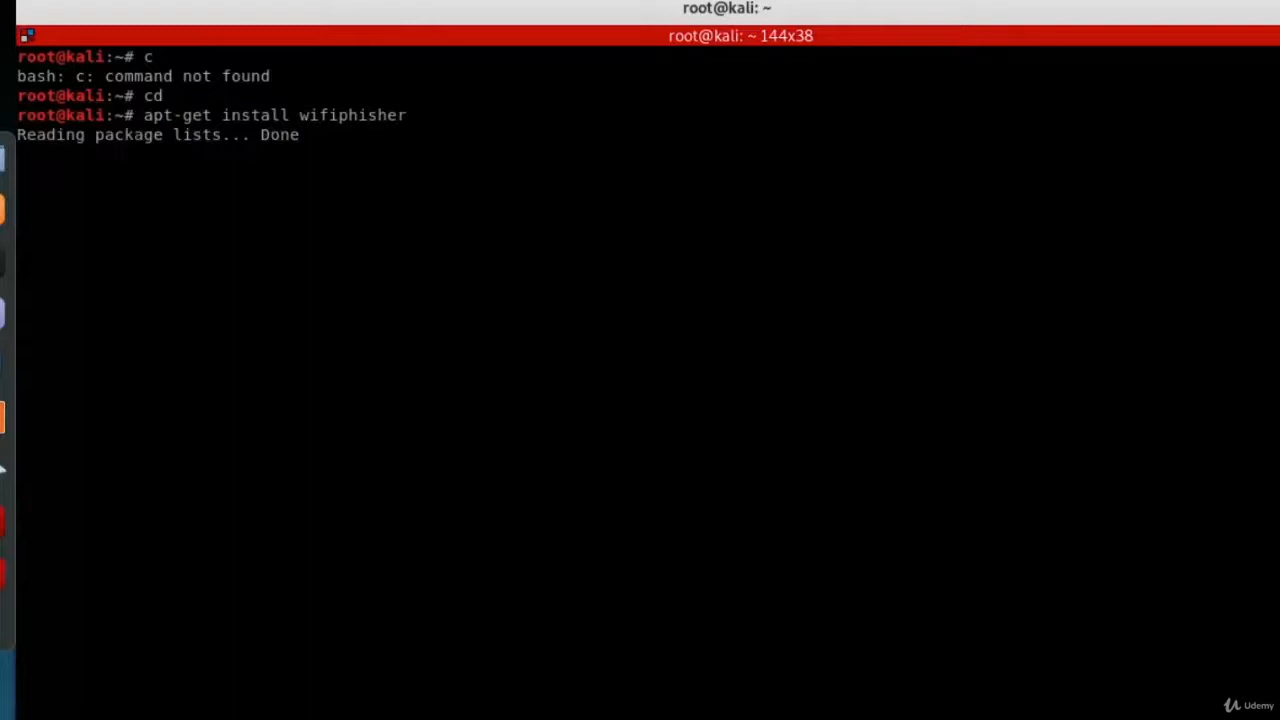 root@kali: ~
root@kali: ~ 144x38
root@kali:~# c
bash: c: command not found
root@kali:~# cd
root@kali:~# apt-get install wifiphisher
Reading package lists... Done
Udemy